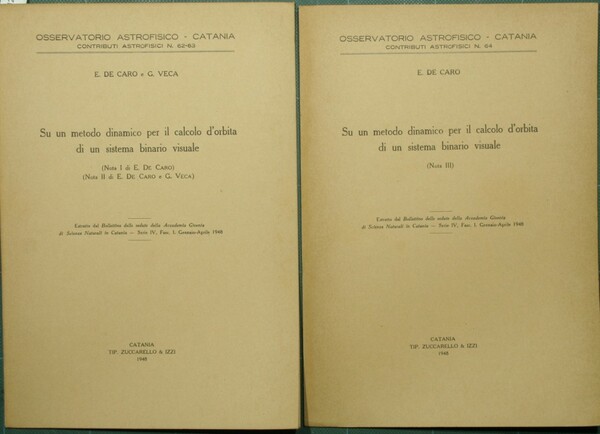 OSSERVATORIO ASTROFISICO - CATANIA
CONTRIBUTI ASTROFISICI N. 62-63
E. DE CARO e G. VECA
Su un metodo dinamico per il calcolo d'orbita
di un sistema binario visuale
(Nota I di E. DE CARO)
(Nota II di E. DE CARO e G. VECA)
Estratto dal Bollettino delle sedute della Accademia Gioenia
di Scienze Naturali in Catania — Serie IV, Fasc. 1. Gennaio-Aprile 1948
CATANIA
TIP. ZUCCARELLO & IZZI
1948
OSSERVATORIO ASTROFISICO - CATANIA
CONTRIBUTI ASTROFISICI N. 64
E. DE CARO
Su un metodo dinamico per il calcolo d'orbita
di un sistema binario visuale
(Nota III)
Estratto dal Bollettino delle sedute della Accademia Gioenia
di Scienze Naturali in Catania — Serie IV, Fasc. 1. Gennaio-Aprile 1948
CATANIA
TIP. ZUCCARELLO & IZZI
1948